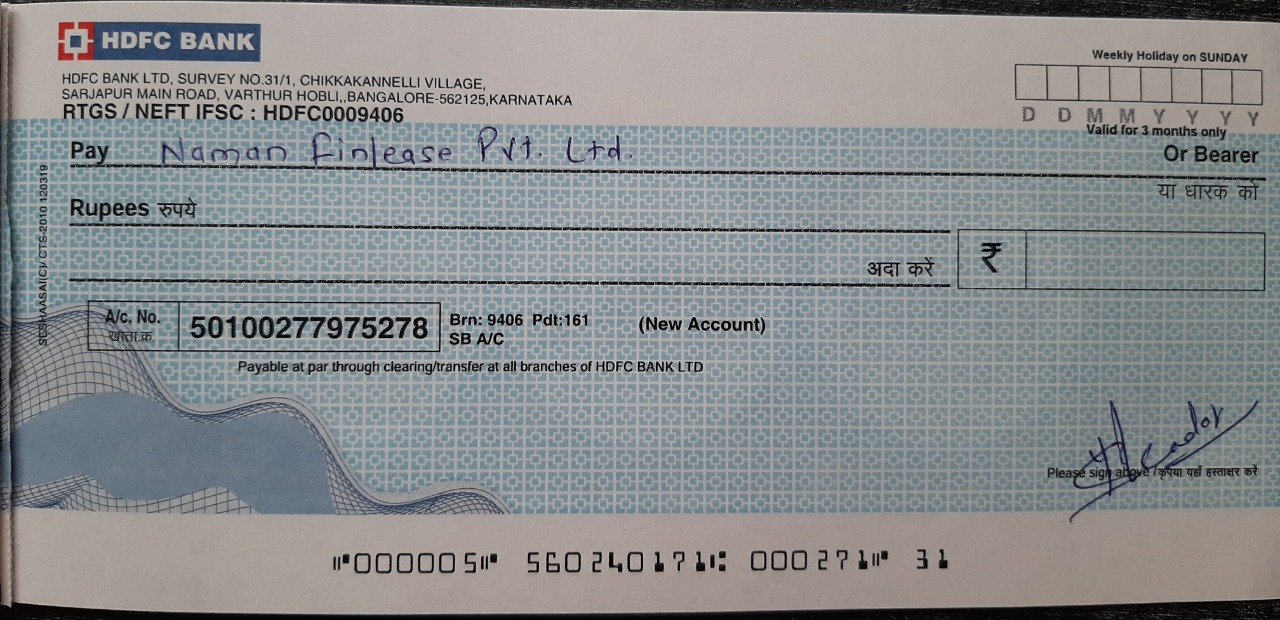 HDFC BANK
HDFC BANK LTD, SURVEY NO.31/1, CHIKKAKANNELLI VILLAGE,
SARJAPUR MAIN ROAD, VARTHUR HOBLI,,BANGALORE-562125,KARNATAKA
RTGS / NEFT IFSC : HDFC0009406
Weekly Holiday on SUNDAY
D D M M Y Y Y Y
Valid for 3 months only
Pay Naman Finlease Pvt. Ltd.
Or Bearer
या धारक को
Rupees रुपये
अदा करें ₹
A/c. No.
खाता.क्र.
50100277975278
Brn: 9406 Pdt:161
SB A/C
(New Account)
Payable at par through clearing/transfer at all branches of HDFC BANK LTD
Please sign above / कृपया यहाँ हस्ताक्षर करें
⑈000005⑈ 560240171⑆ 000271⑈ 31
CTS-2010 120319